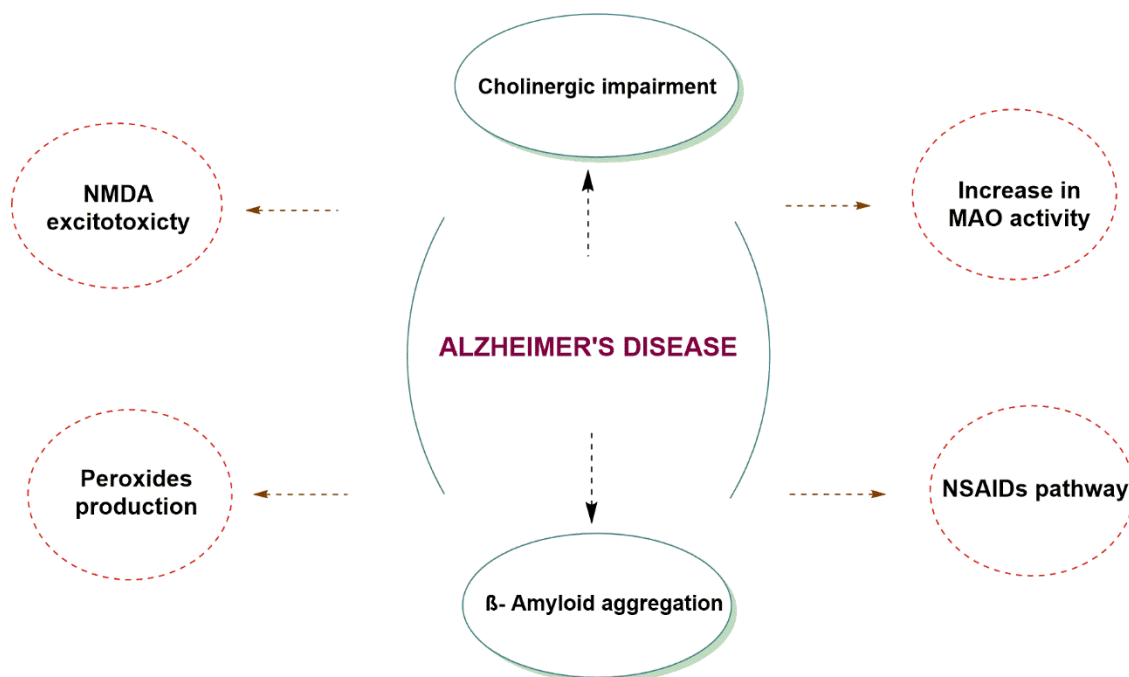 Cholinergic impairment
NMDA
excitotoxicty
Increase in
MAO activity
ALZHEIMER'S DISEASE
Peroxides
production
NSAIDs pathway
ß- Amyloid aggregation